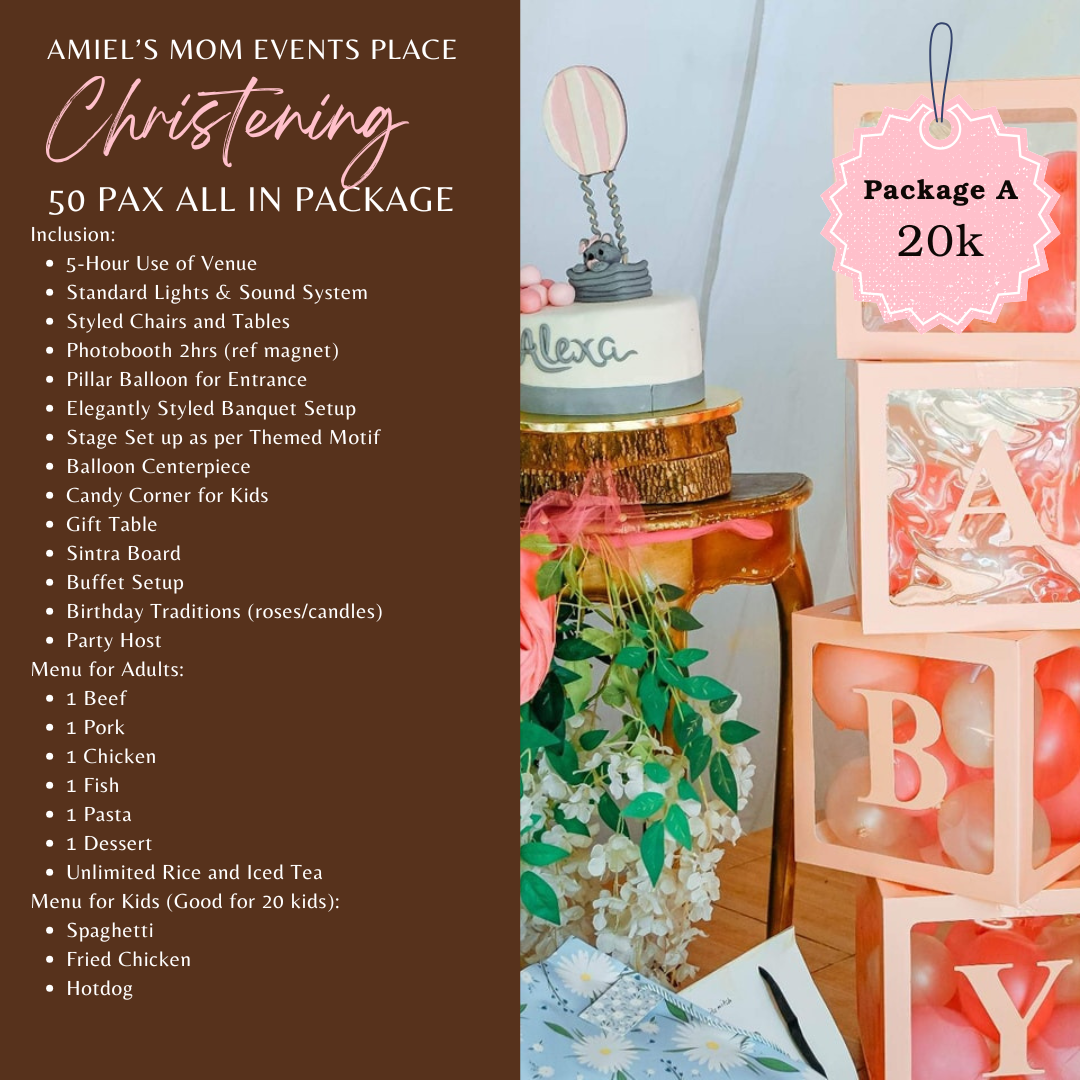 AMIEL'S MOM EVENTS PLACE
Christening
50 PAX ALL IN PACKAGE
Inclusion:
• 5-Hour Use of Venue
• Standard Lights & Sound System
• Styled Chairs and Tables
• Photobooth 2hrs (ref magnet)
• Pillar Balloon for Entrance
• Elegantly Styled Banquet Setup
• Stage Set up as per Themed Motif
• Balloon Centerpiece
• Candy Corner for Kids
• Gift Table
• Sintra Board
• Buffet Setup
• Birthday Traditions (roses/candles)
• Party Host
Menu for Adults:
• 1 Beef
• 1 Pork
• 1 Chicken
• 1 Fish
• 1 Pasta
• 1 Dessert
• Unlimited Rice and Iced Tea
Menu for Kids (Good for 20 kids):
• Spaghetti
• Fried Chicken
• Hotdog
Package A
20k
Alexa
A
B
Y